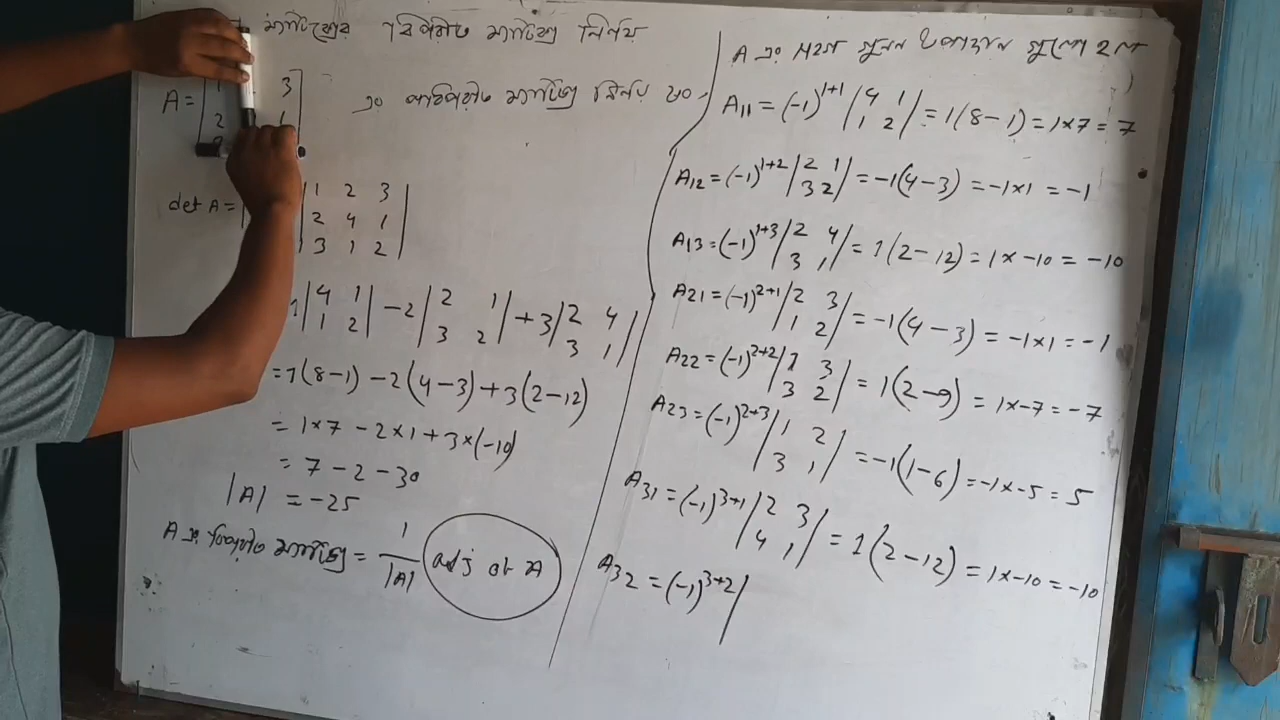 ম্যাট্রিক্সের বিপরীত ম্যাট্রিক্স নির্ণয়
A = [1 3
2 1
এর বিপরীত ম্যাট্রিক্স নির্ণয় কর।
det A = | 1 2 3
2 4 1
3 1 2 |
1 |4 1; 1 2| - 2 |2 1; 3 2| + 3 |2 4; 3 1|
= 1(8-1) - 2(4-3) + 3(2-12)
= 1×7 - 2×1 + 3×(-10)
= 7 - 2 - 30
|A| = -25
A এর বিপরীত ম্যাট্রিক্স = 1/|A| adj of A
A এর সহগ গুলো হল
A11 = (-1)^1+1 |4 1; 1 2| = 1(8-1) = 1×7 = 7
A12 = (-1)^1+2 |2 1; 3 2| = -1(4-3) = -1×1 = -1
A13 = (-1)^1+3 |2 4; 3 1| = 1(2-12) = 1×-10 = -10
A21 = (-1)^2+1 |2 3; 1 2| = -1(4-3) = -1×1 = -1
A22 = (-1)^2+2 |1 3; 3 2| = 1(2-9) = 1×-7 = -7
A23 = (-1)^2+3 |1 2; 3 1| = -1(1-6) = -1×-5 = 5
A31 = (-1)^3+1 |2 3; 4 1| = 1(2-12) = 1×-10 = -10
A32 = (-1)^3+2 |